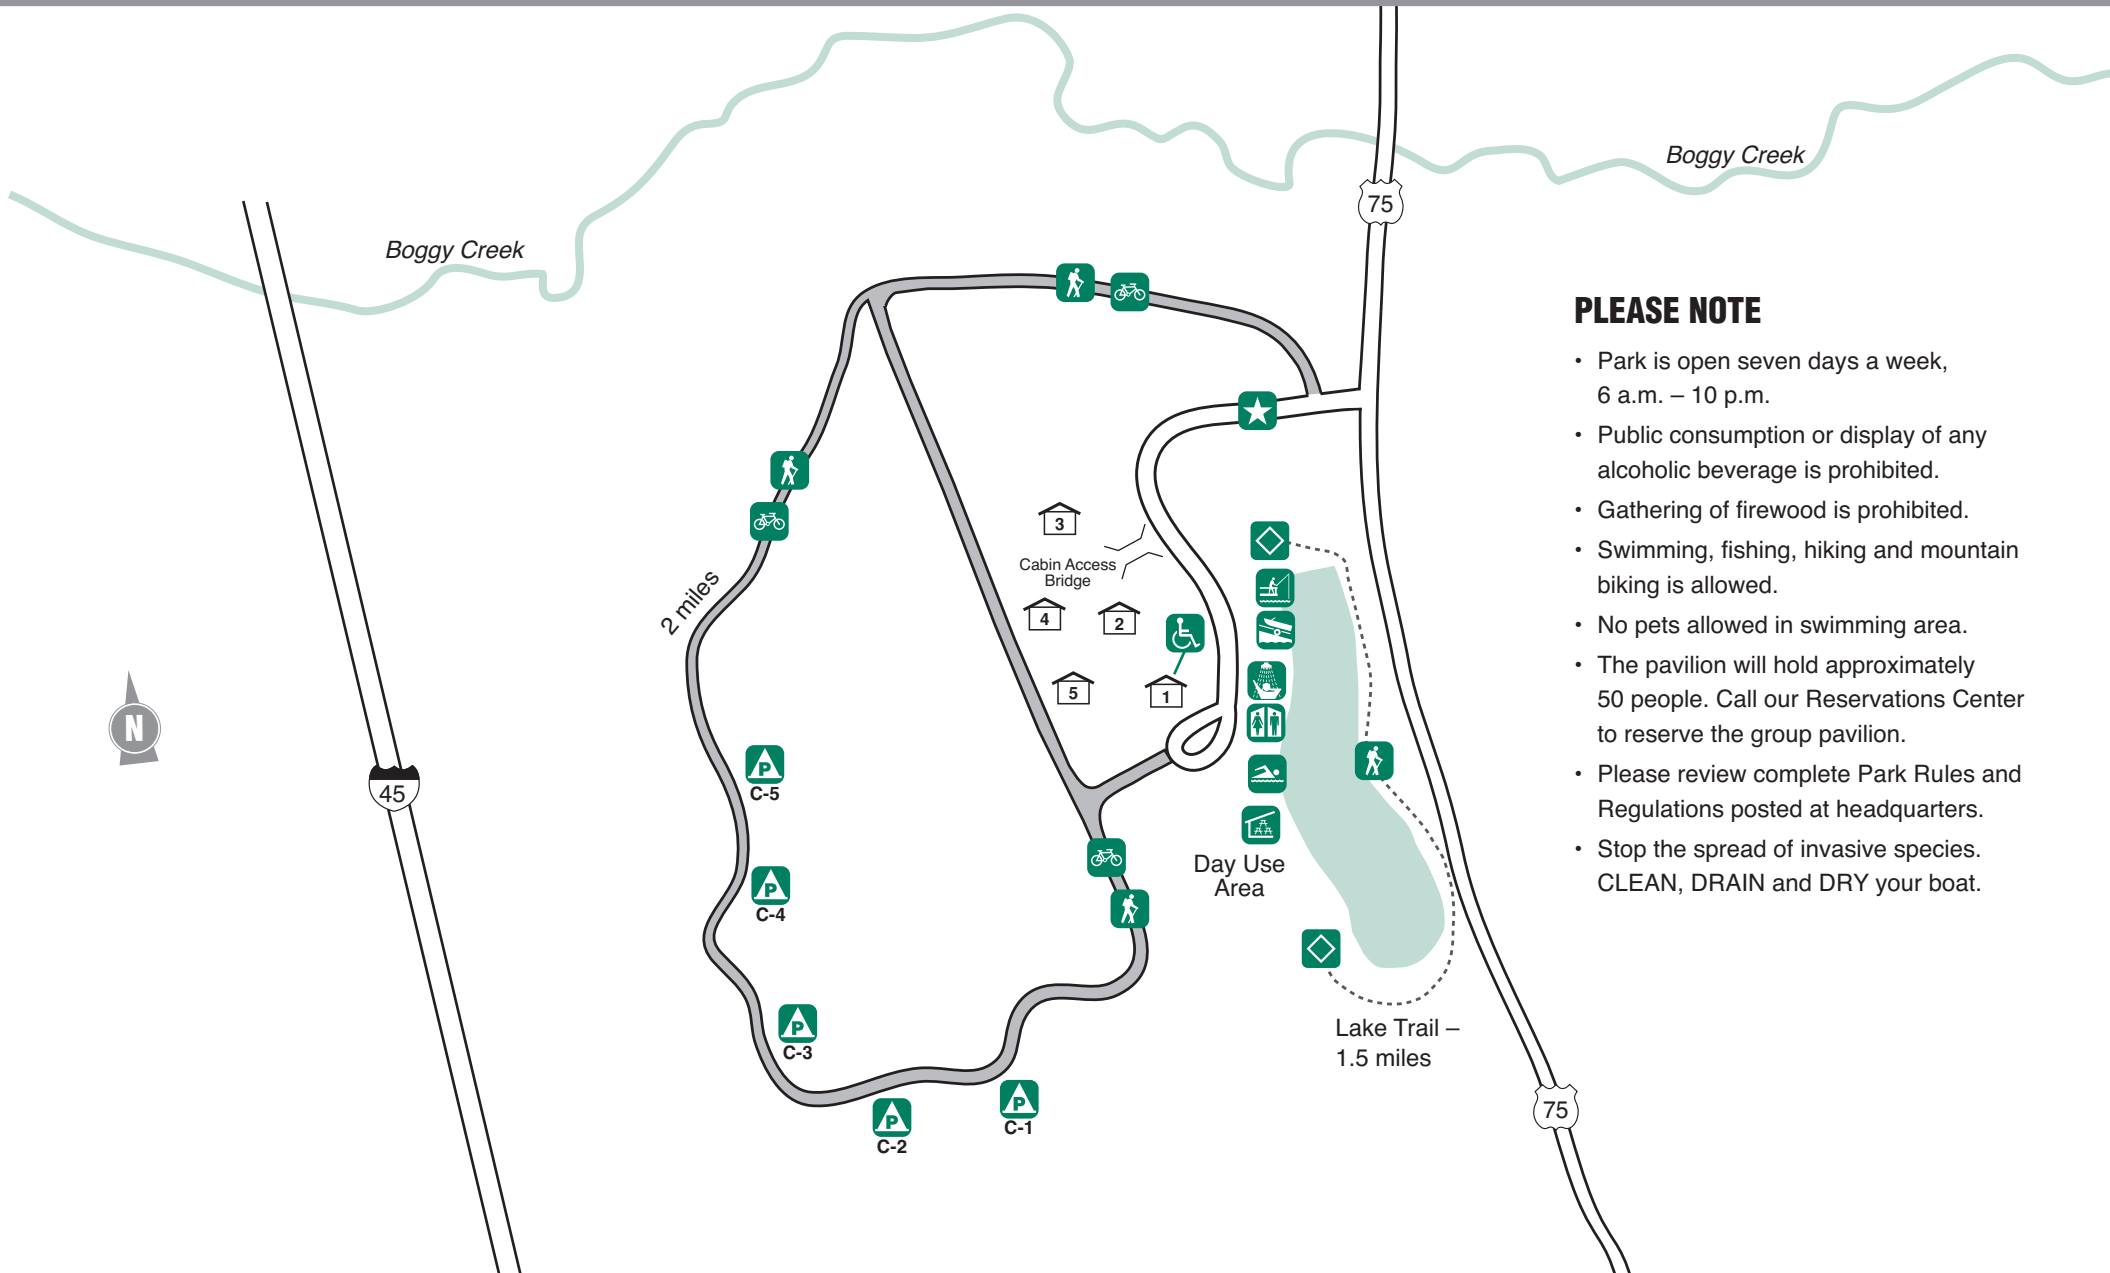 Boggy Creek
75
Boggy Creek
PLEASE NOTE
• Park is open seven days a week,
6 a.m. – 10 p.m.
• Public consumption or display of any
alcoholic beverage is prohibited.
• Gathering of firewood is prohibited.
• Swimming, fishing, hiking and mountain
biking is allowed.
• No pets allowed in swimming area.
• The pavilion will hold approximately
50 people. Call our Reservations Center
to reserve the group pavilion.
• Please review complete Park Rules and
Regulations posted at headquarters.
• Stop the spread of invasive species.
CLEAN, DRAIN and DRY your boat.
3
Cabin Access
Bridge
2 miles
4
2
5
1
N
P
C-5
45
Day Use
Area
P
C-4
P
C-3
Lake Trail –
1.5 miles
P
C-1
P
C-2
75